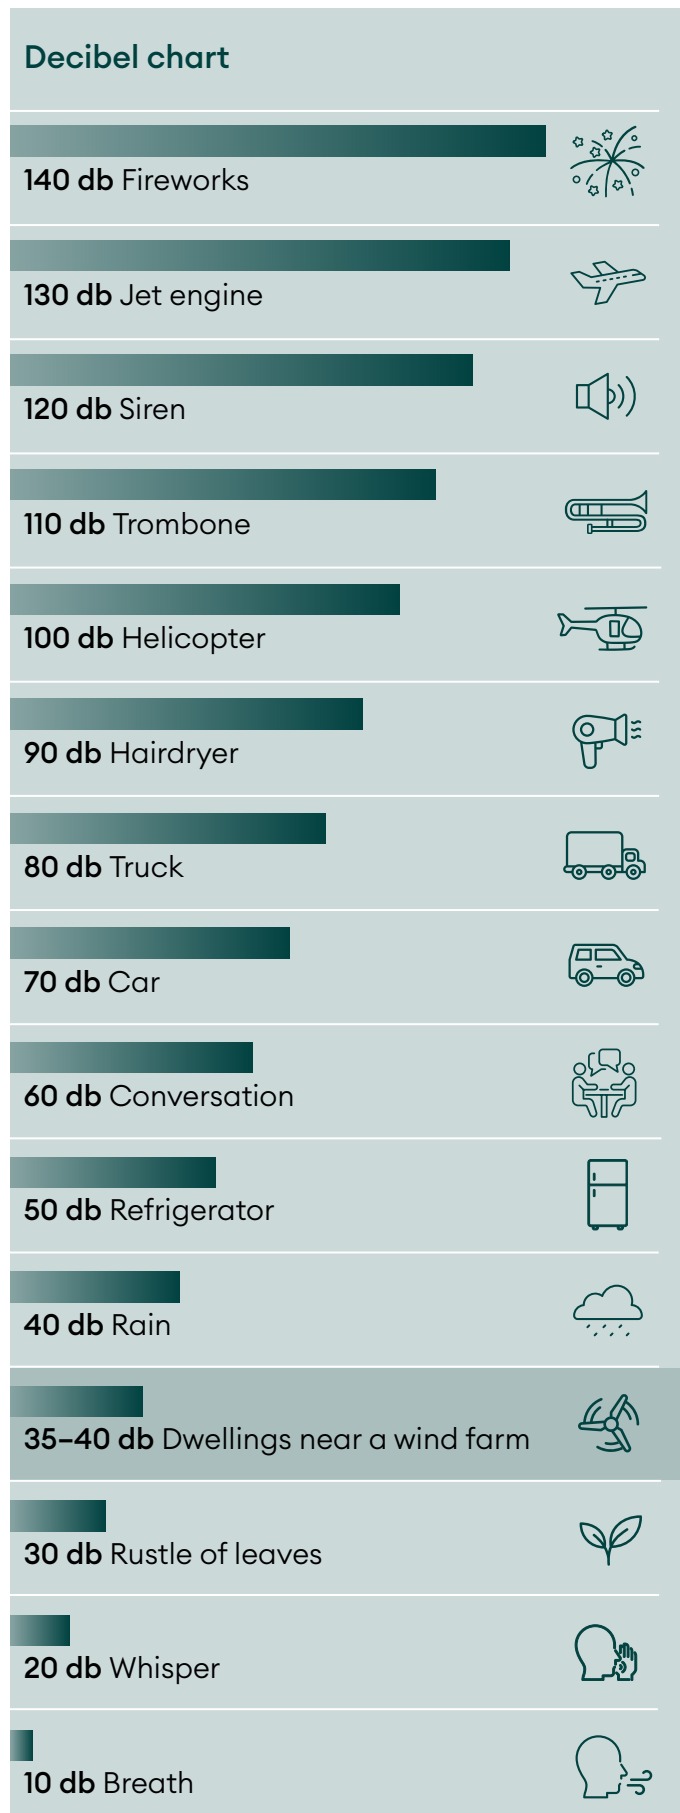 Decibel chart
140 db Fireworks
130 db Jet engine
120 db Siren
110 db Trombone
100 db Helicopter
90 db Hairdryer
80 db Truck
70 db Car
60 db Conversation
50 db Refrigerator
40 db Rain
35–40 db Dwellings near a wind farm
30 db Rustle of leaves
20 db Whisper
10 db Breath